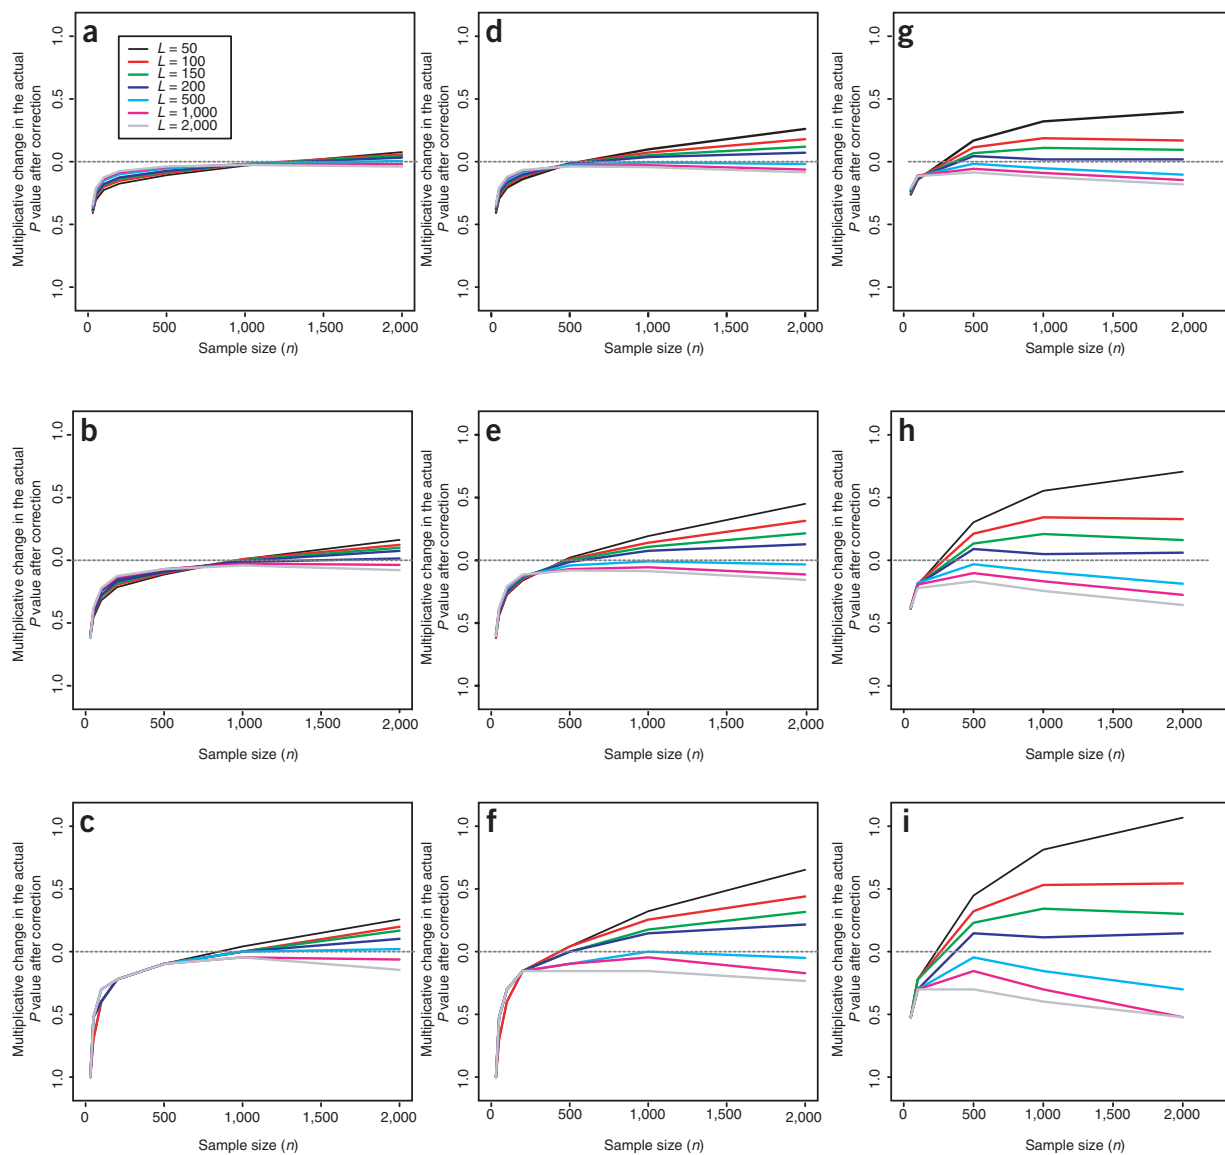 a
L = 50
L = 100
L = 150
L = 200
L = 500
L = 1,000
L = 2,000
Multiplicative change in the actual
P value after correction
1.0
0.5
0.0
0.5
1.0
0
500
1,000
1,500
2,000
Sample size (n)
d
Multiplicative change in the actual
P value after correction
1.0
0.5
0.0
0.5
1.0
0
500
1,000
1,500
2,000
Sample size (n)
g
Multiplicative change in the actual
P value after correction
1.0
0.5
0.0
0.5
1.0
0
500
1,000
1,500
2,000
Sample size (n)
b
Multiplicative change in the actual
P value after correction
1.0
0.5
0.0
0.5
1.0
0
500
1,000
1,500
2,000
Sample size (n)
e
Multiplicative change in the actual
P value after correction
1.0
0.5
0.0
0.5
1.0
0
500
1,000
1,500
2,000
Sample size (n)
h
Multiplicative change in the actual
P value after correction
1.0
0.5
0.0
0.5
1.0
0
500
1,000
1,500
2,000
Sample size (n)
c
Multiplicative change in the actual
P value after correction
1.0
0.5
0.0
0.5
1.0
0
500
1,000
1,500
2,000
Sample size (n)
f
Multiplicative change in the actual
P value after correction
1.0
0.5
0.0
0.5
1.0
0
500
1,000
1,500
2,000
Sample size (n)
i
Multiplicative change in the actual
P value after correction
1.0
0.5
0.0
0.5
1.0
0
500
1,000
1,500
2,000
Sample size (n)